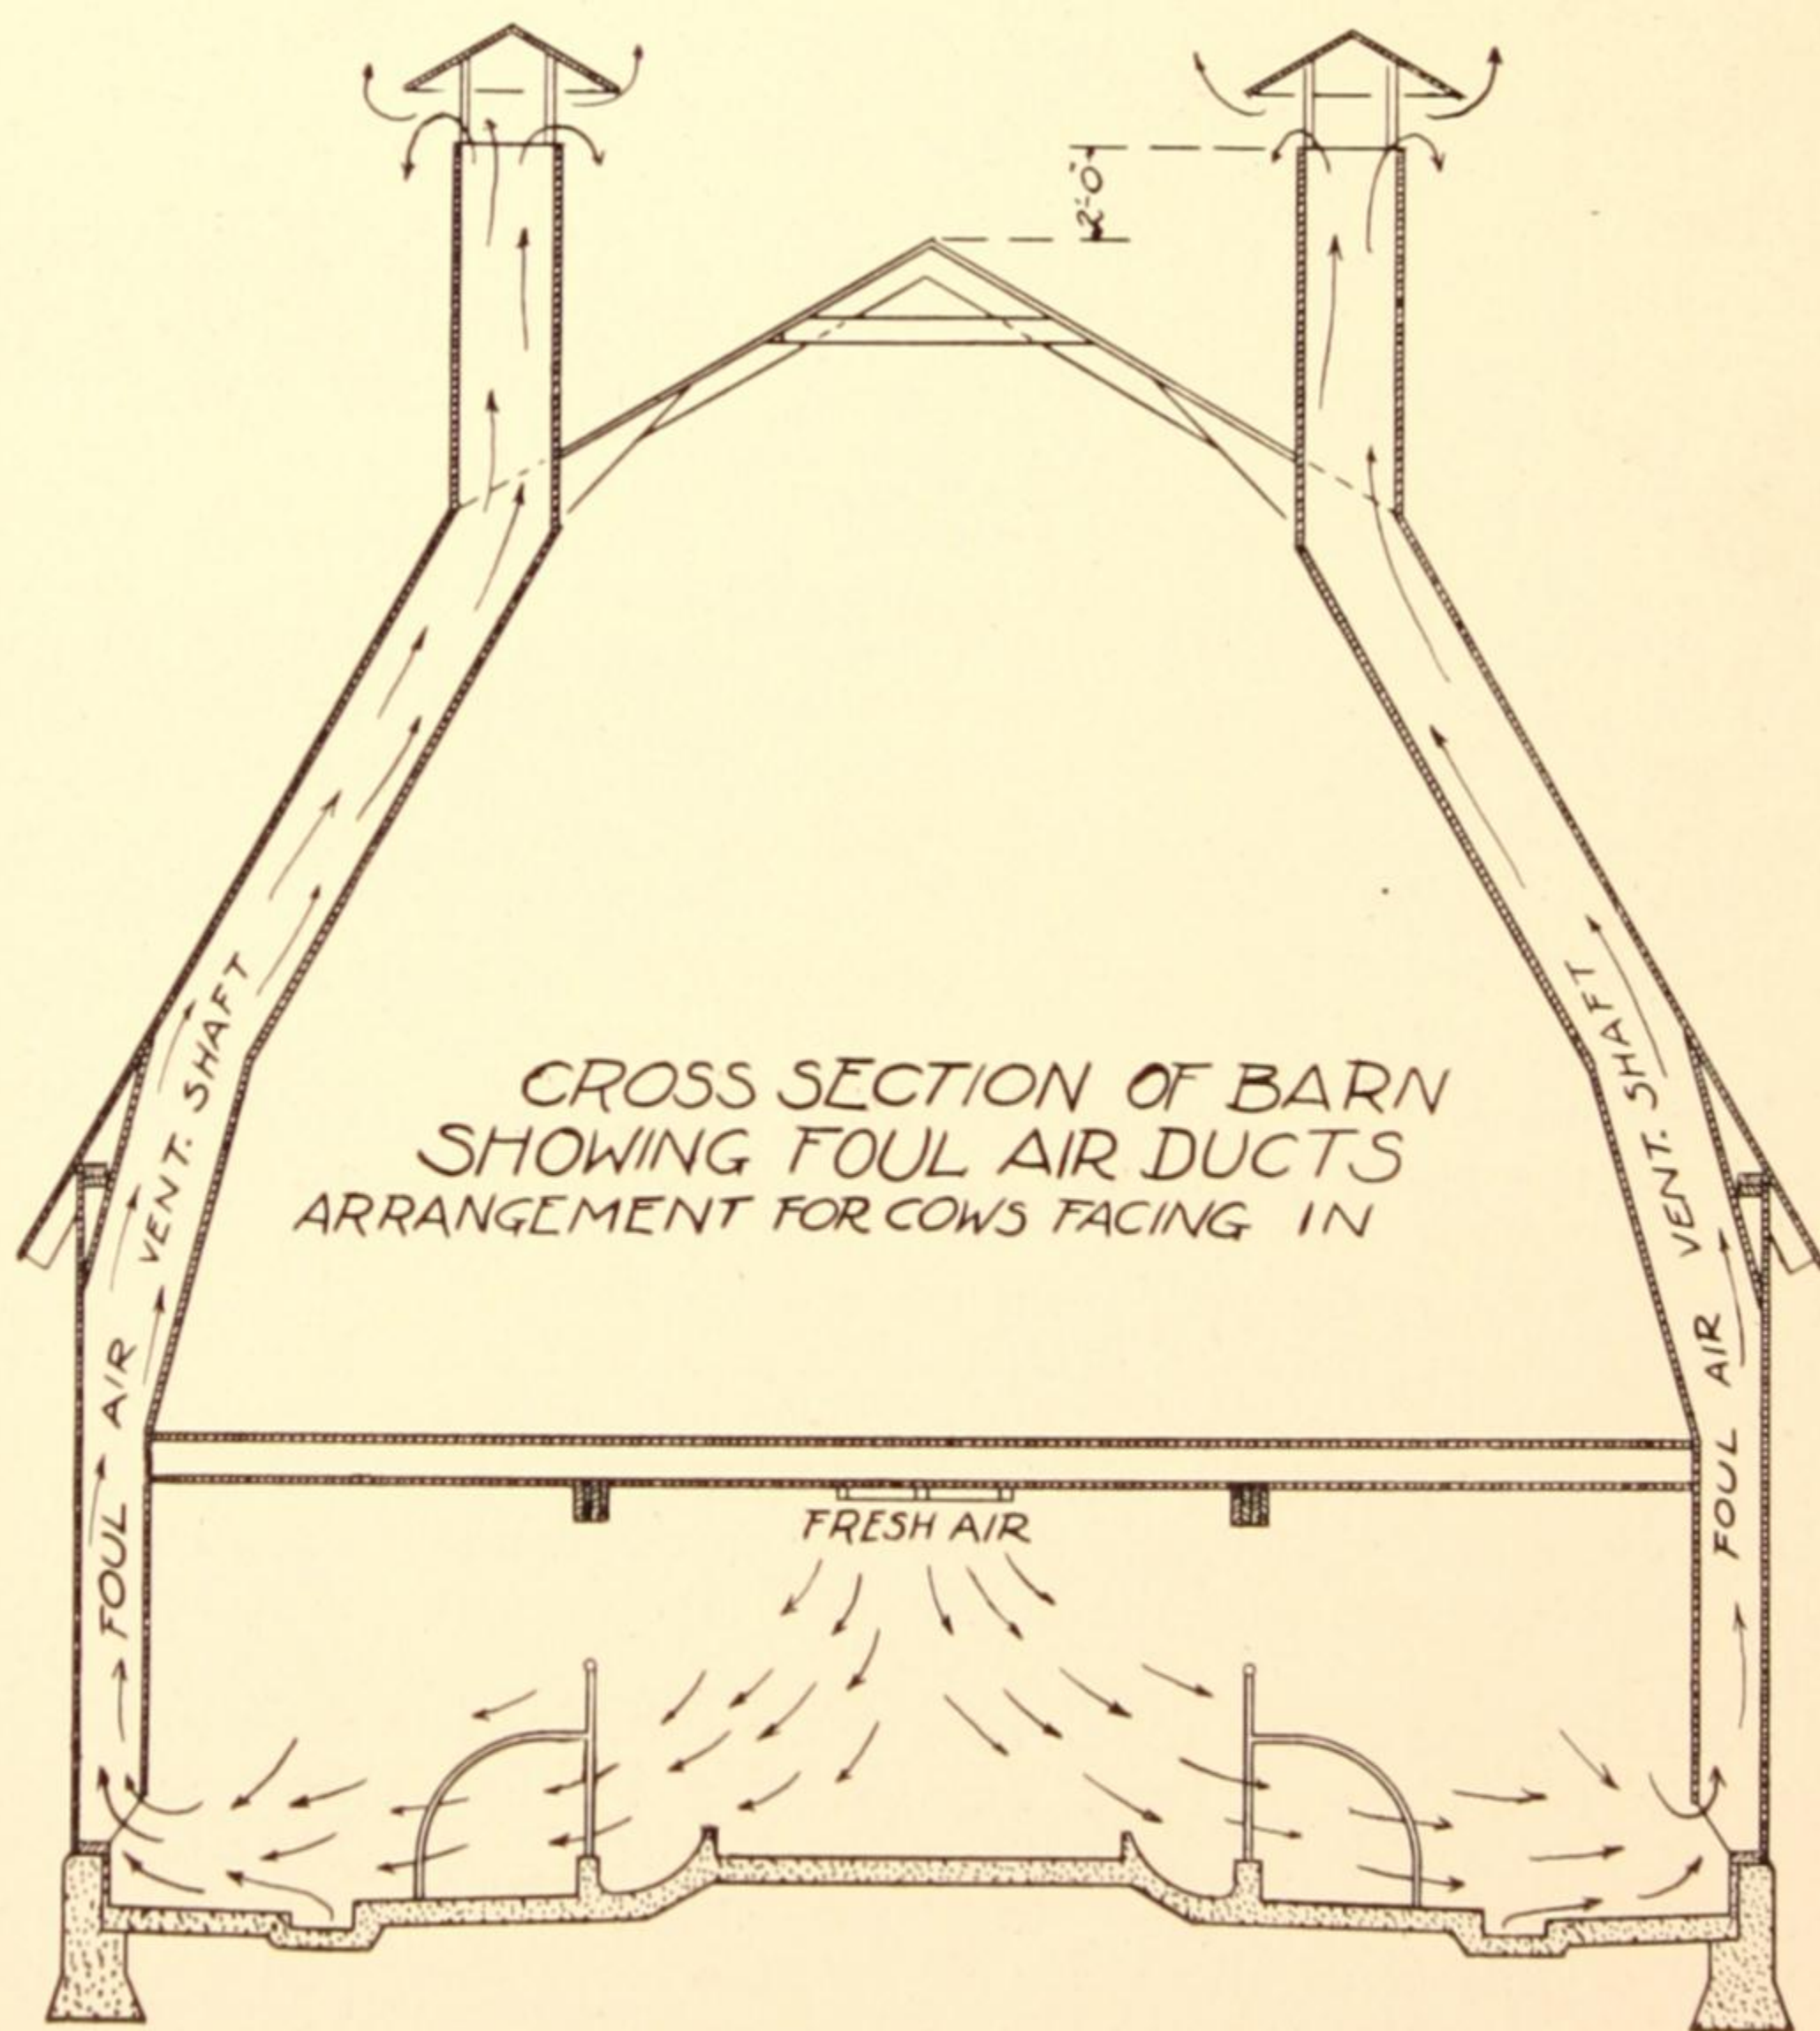 2'-0"
CROSS SECTION OF BARN
SHOWING FOUL AIR DUCTS
ARRANGEMENT FOR COWS FACING IN
FOUL AIR VENT. SHAFT
FOUL AIR VENT. SHAFT
FRESH AIR